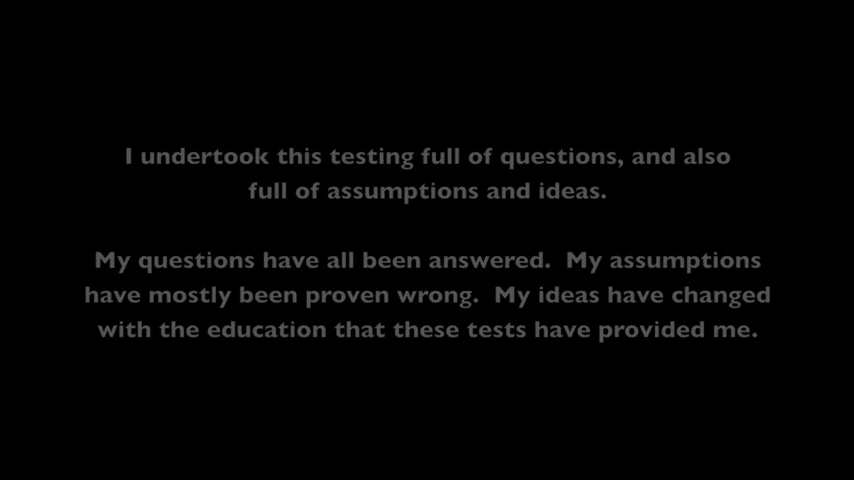 I undertook this testing full of questions, and also
full of assumptions and ideas.
My questions have all been answered.  My assumptions
have mostly been proven wrong.  My ideas have changed
with the education that these tests have provided me.